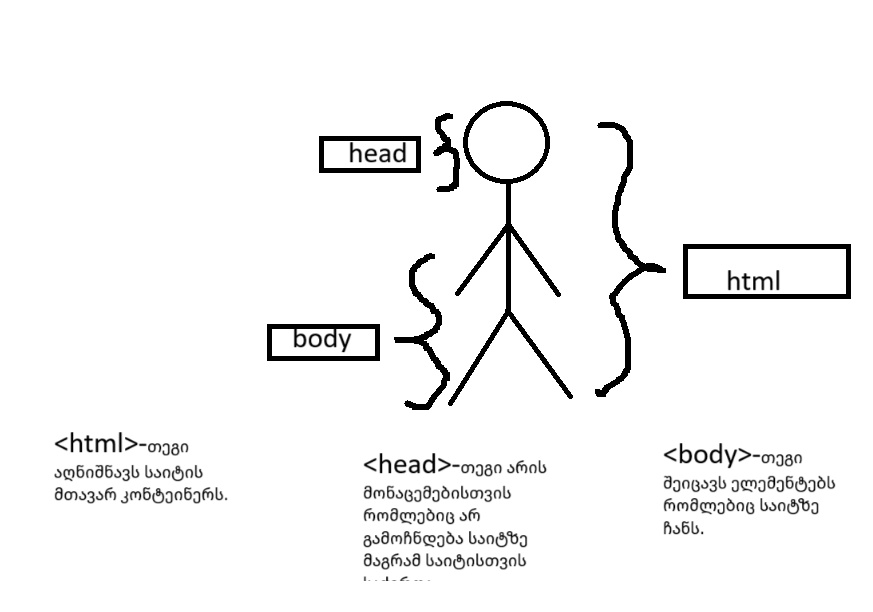 head
html
body
<html>-თეგი
აღნიშნავს საიტის
მთავარ კონტეინერს.
<head>-თეგი არის
მონაცემებისთვის
რომლებიც არ
გამოჩნდება საიტზე
მაგრამ საიტისთვის
<body>-თეგი
შეიცავს ელემენტებს
რომლებიც საიტზე
ჩანს.